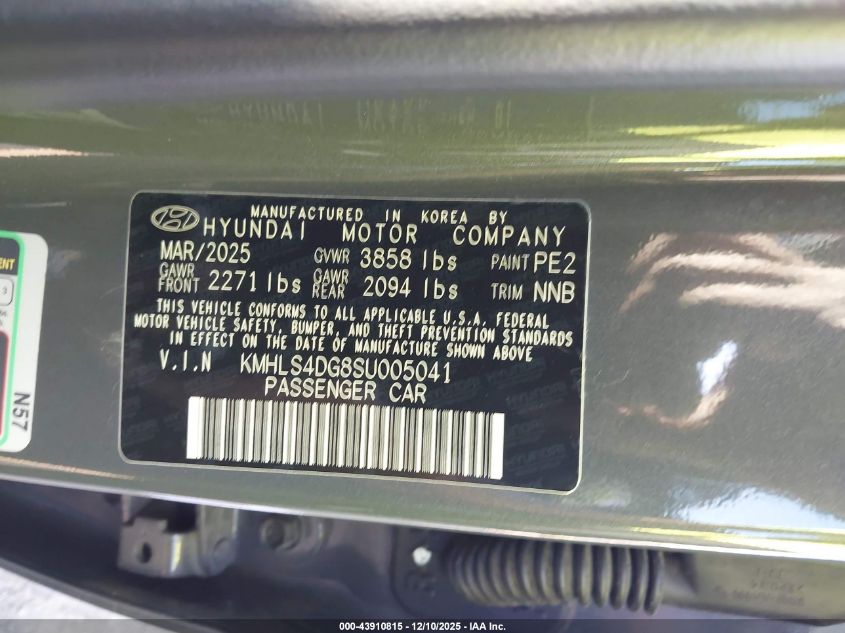 MANUFACTURED IN KOREA BY
HYUNDAI MOTOR COMPANY
MAR/2025 GVWR 3858 lbs PAINT PE2
GAWR FRONT 2271 lbs GAWR REAR 2094 lbs TRIM NNB
THIS VEHICLE CONFORMS TO ALL APPLICABLE U.S.A. FEDERAL
MOTOR VEHICLE SAFETY, BUMPER, AND THEFT PREVENTION STANDARDS
IN EFFECT ON THE DATE OF MANUFACTURE SHOWN ABOVE
V.I.N KMHLS4DG8SU005041
PASSENGER CAR
N57
3
000-43910815 - 12/10/2025 - IAA Inc.